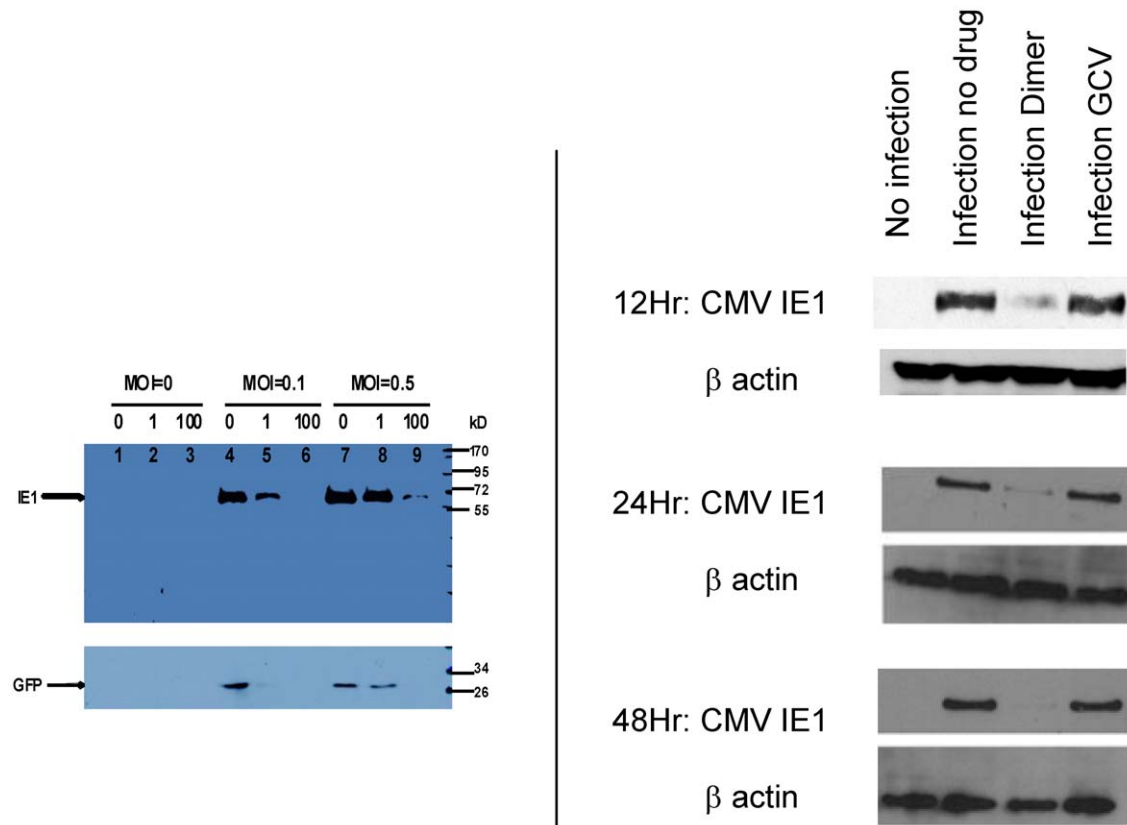 MOI=0 MOI=0.1 MOI=0.5
0 1 100 0 1 100 0 1 100 kD
1 2 3 4 5 6 7 8 9
170
95
IE1
72
55
34
GFP
26
No infection
Infection no drug
Infection Dimer
Infection GCV
12Hr: CMV IE1
β actin
24Hr: CMV IE1
β actin
48Hr: CMV IE1
β actin